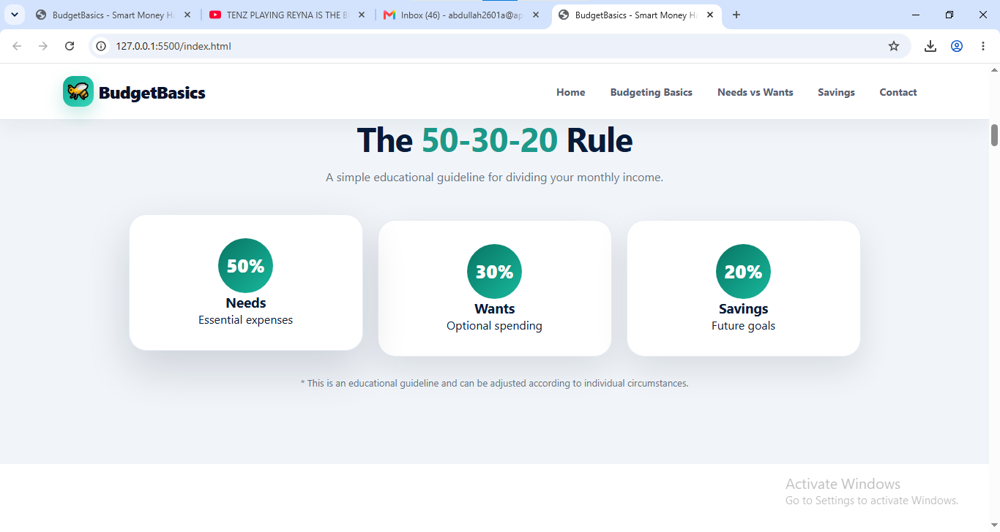 BudgetBasics - Smart Money H
TENZ PLAYING REYNA IS THE B
Inbox (46) - abdullah2601a@ap
BudgetBasics - Smart Money H
127.0.0.1:5500/index.html
BudgetBasics
Home
Budgeting Basics
Needs vs Wants
Savings
Contact
The 50-30-20 Rule
A simple educational guideline for dividing your monthly income.
50%
Needs
Essential expenses
30%
Wants
Optional spending
20%
Savings
Future goals
* This is an educational guideline and can be adjusted according to individual circumstances.
Activate Windows
Go to Settings to activate Windows.